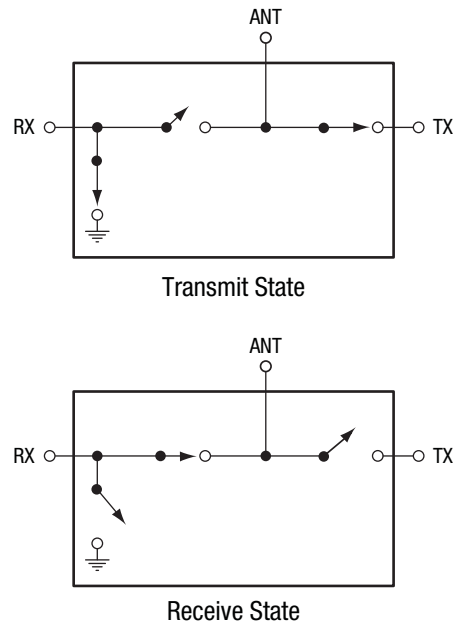 ANT
RX
TX
Transmit State
ANT
RX
TX
Receive State